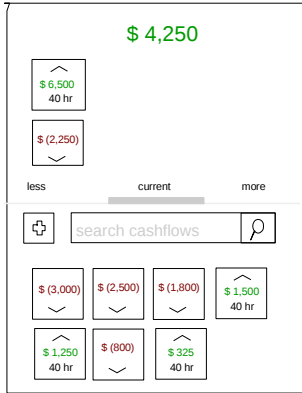 $ 4,250
$ 6,500
40 hr
$ (2,250)
less current more
search cashflows
$ (3,000) $ (2,500) $ (1,800) $ 1,500
40 hr
$ 1,250 $ (800) $ 325
40 hr 40 hr